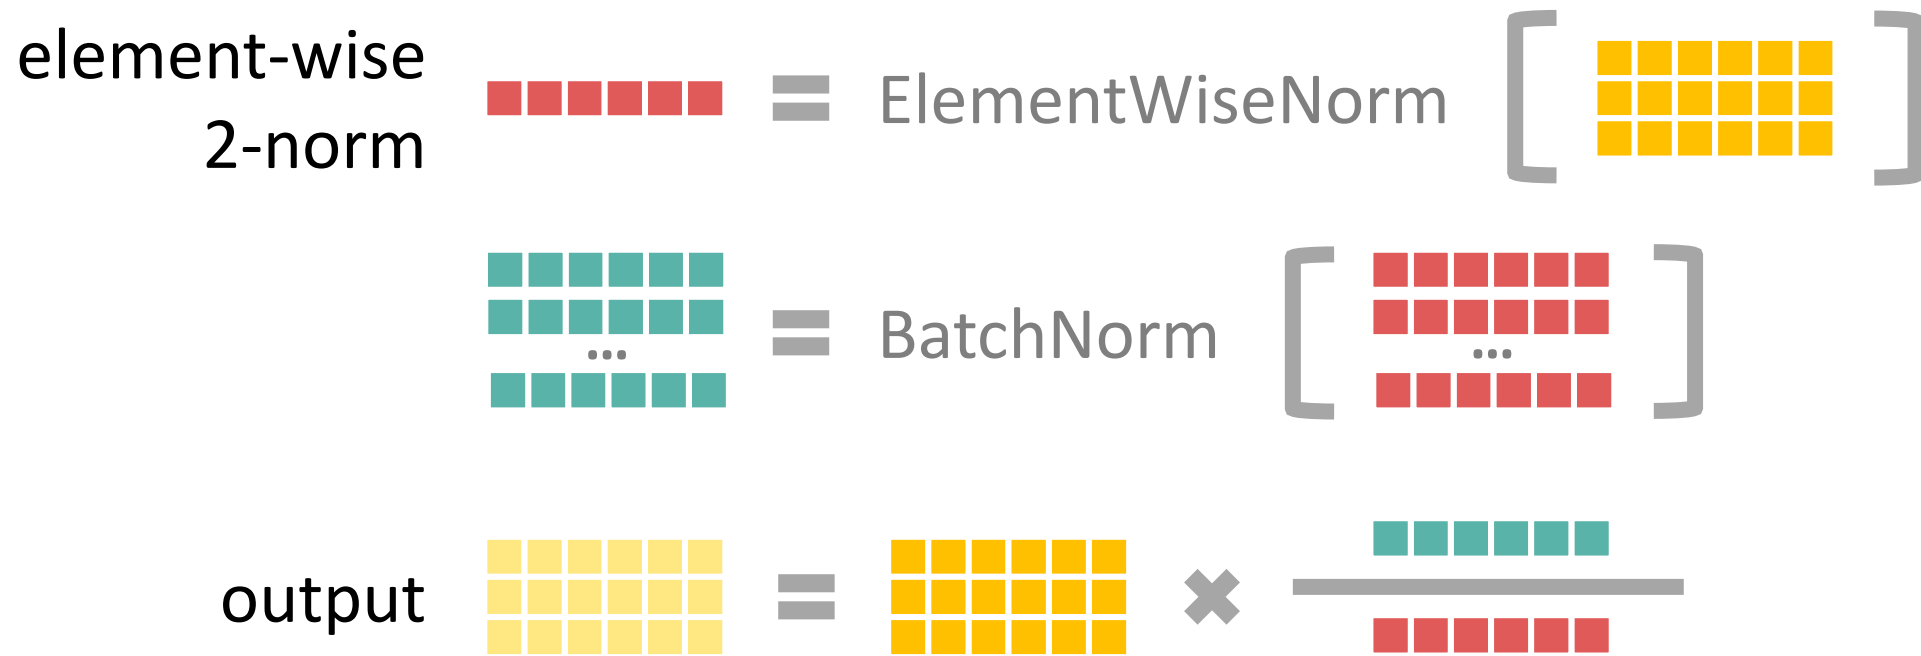 element-wise
2-norm
ElementWiseNorm
BatchNorm
...
...
output